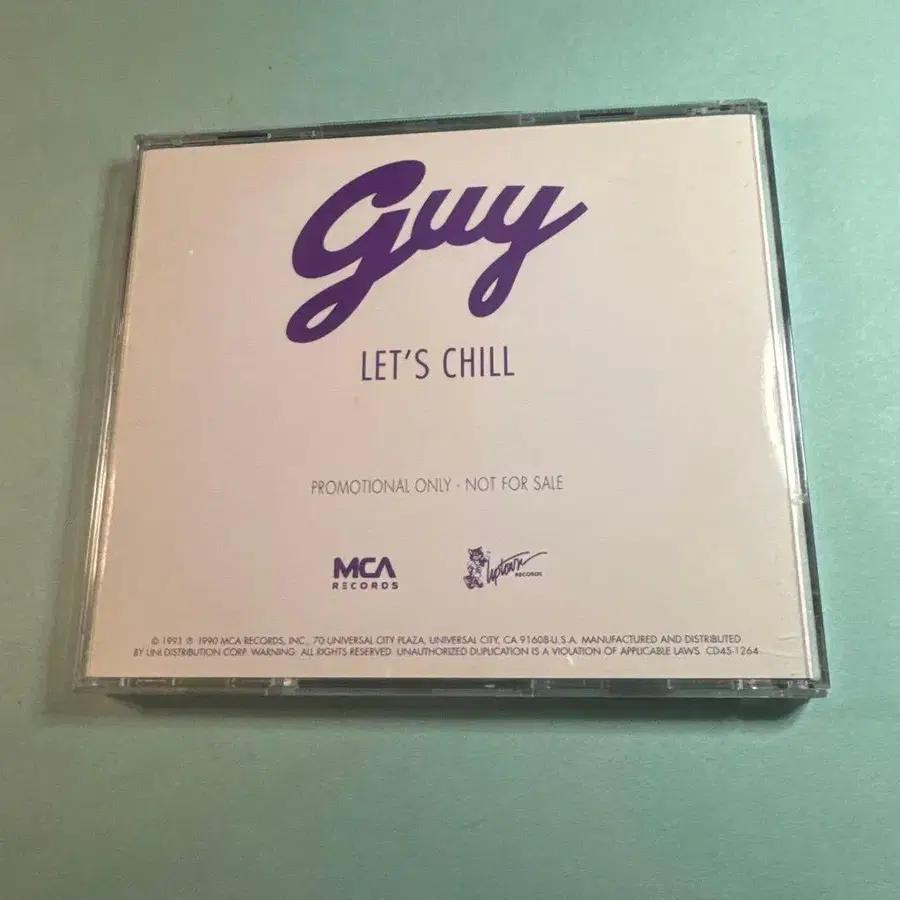 guy
LET'S CHILL
PROMOTIONAL ONLY - NOT FOR SALE
MCA
RECORDS
Uptown
RECORDS
© 1991 ℗ 1990 MCA RECORDS, INC., 70 UNIVERSAL CITY PLAZA, UNIVERSAL CITY, CA 91608-U.S.A. MANUFACTURED AND DISTRIBUTED
BY UNI DISTRIBUTION CORP. WARNING: ALL RIGHTS RESERVED. UNAUTHORIZED DUPLICATION IS A VIOLATION OF APPLICABLE LAWS. CD45-1264